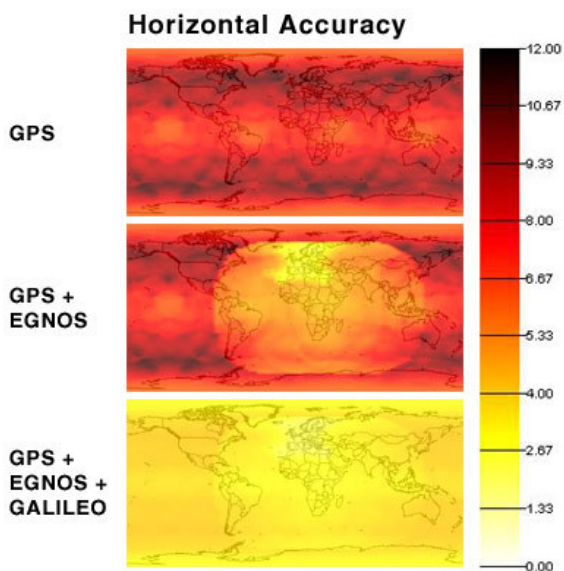 Horizontal Accuracy
GPS
GPS +
EGNOS
GPS +
EGNOS +
GALILEO
12.00
10.67
9.33
8.00
6.67
5.33
4.00
2.67
1.33
0.00